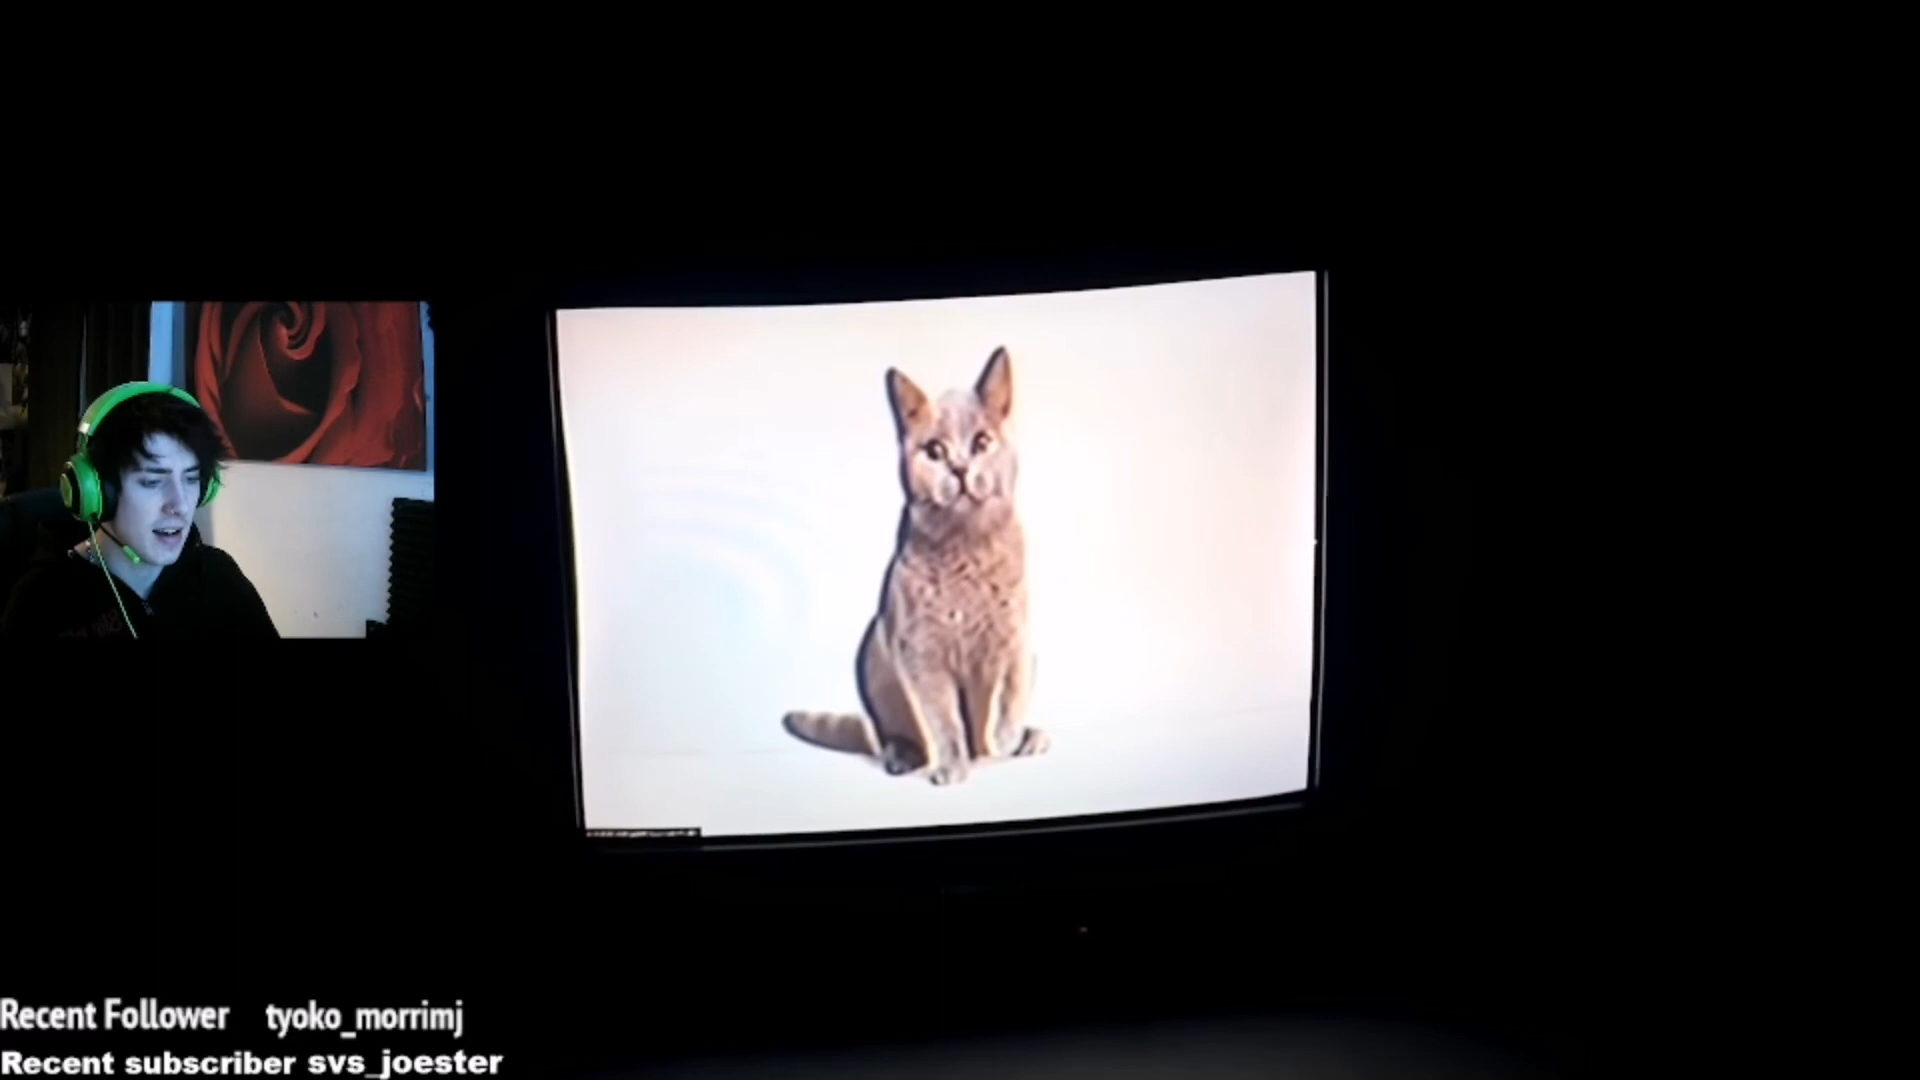 Recent Follower tyoko_morrimj
Recent subscriber svs_joester